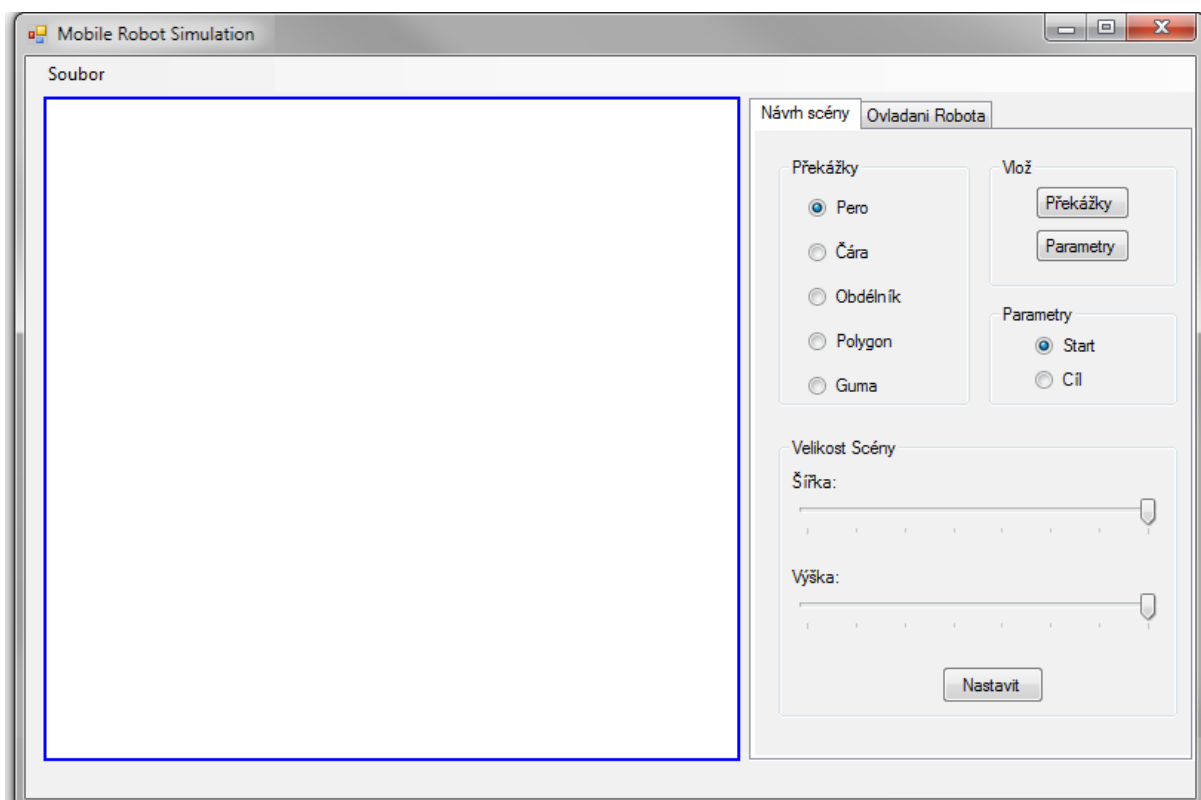 Mobile Robot Simulation
Soubor
Návrh scény
Ovladani Robota
Překážky
Pero
Čára
Obdélník
Polygon
Guma
Vlož
Překážky
Parametry
Parametry
Start
Cíl
Velikost Scény
Šířka:
Výška:
Nastavit